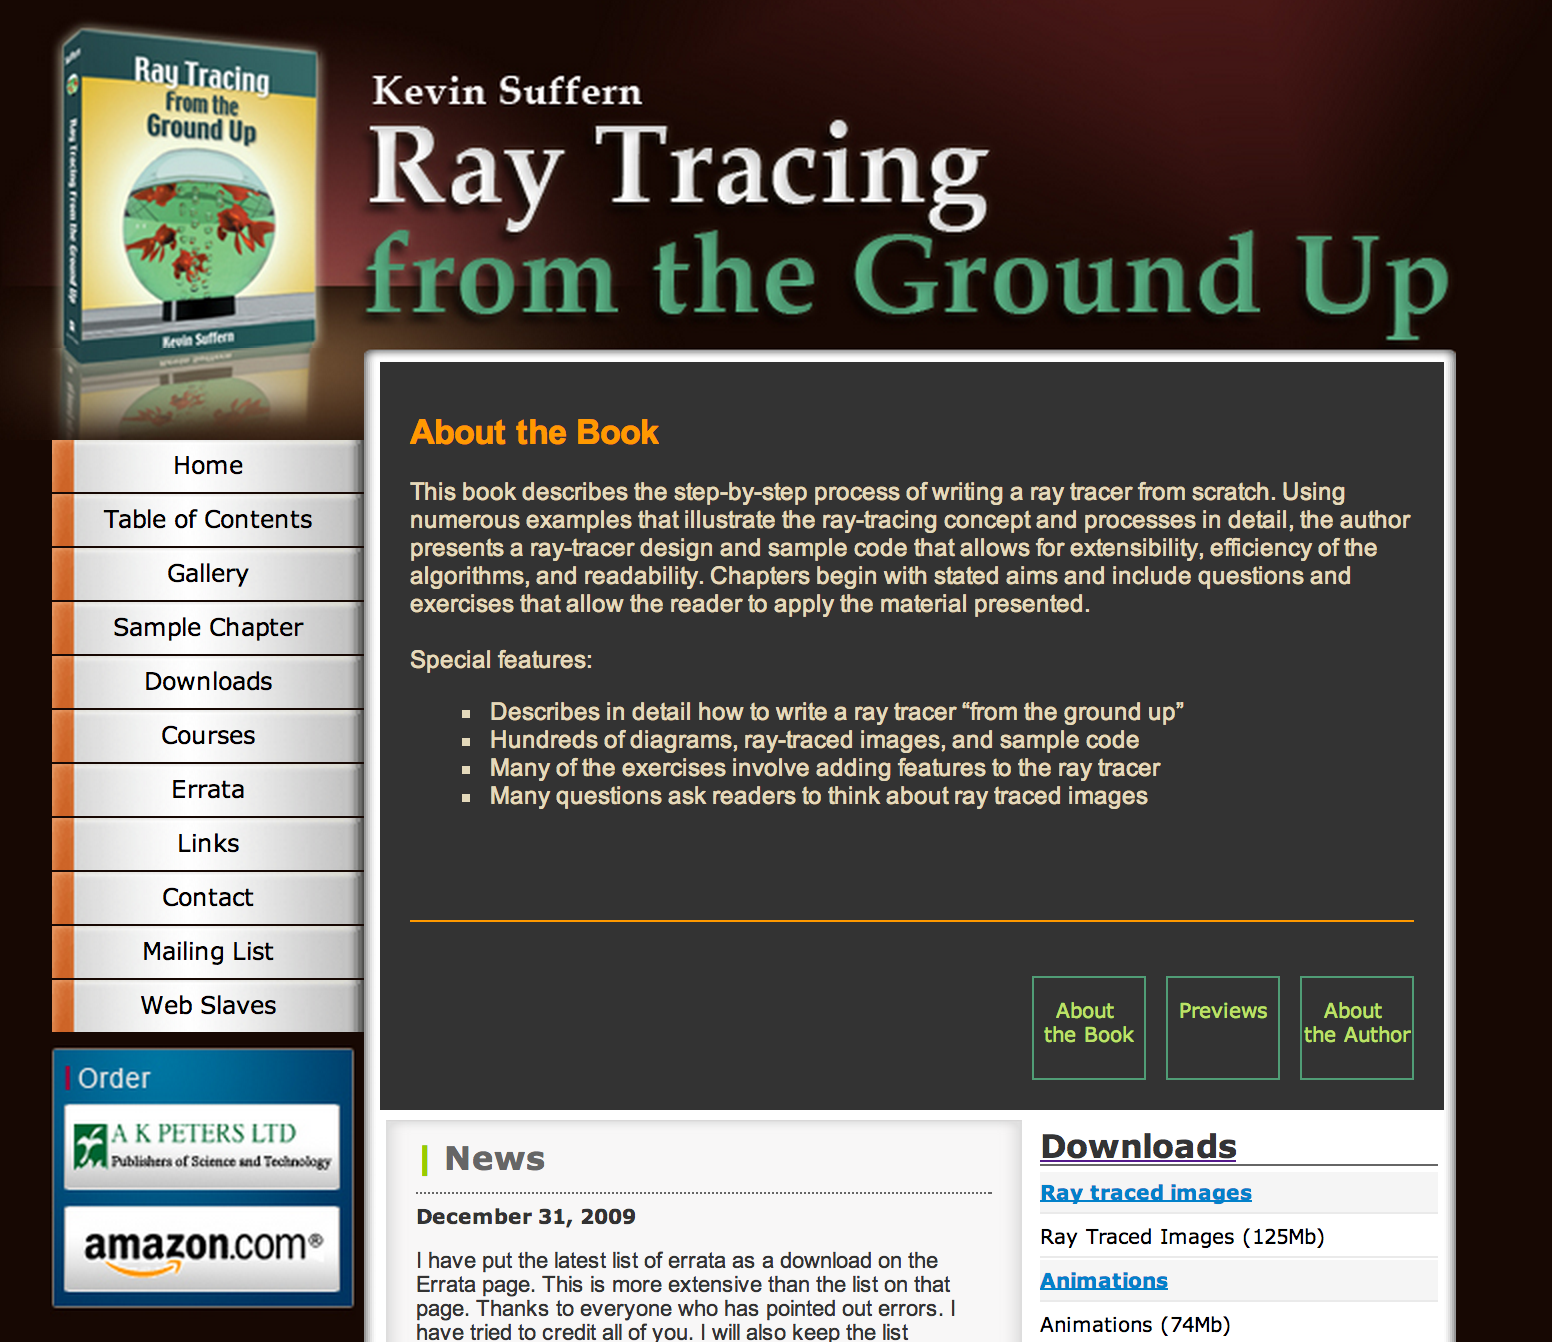 Ray Tracing
From the
Ground Up
Ray Tracing From the Ground Up
Kevin Suffern
Kevin Suffern
Ray Tracing
from the Ground Up
Home
Table of Contents
Gallery
Sample Chapter
Downloads
Courses
Errata
Links
Contact
Mailing List
Web Slaves
Order
A K PETERS LTD
Publishers of Science and Technology
amazon.com®
About the Book
This book describes the step-by-step process of writing a ray tracer from scratch. Using
numerous examples that illustrate the ray-tracing concept and processes in detail, the author
presents a ray-tracer design and sample code that allows for extensibility, efficiency of the
algorithms, and readability. Chapters begin with stated aims and include questions and
exercises that allow the reader to apply the material presented.
Special features:
Describes in detail how to write a ray tracer “from the ground up”
Hundreds of diagrams, ray-traced images, and sample code
Many of the exercises involve adding features to the ray tracer
Many questions ask readers to think about ray traced images
About
the Book
Previews
About
the Author
News
December 31, 2009
I have put the latest list of errata as a download on the
Errata page. This is more extensive than the list on that
page. Thanks to everyone who has pointed out errors. I
have tried to credit all of you. I will also keep the list
Downloads
Ray traced images
Ray Traced Images (125Mb)
Animations
Animations (74Mb)